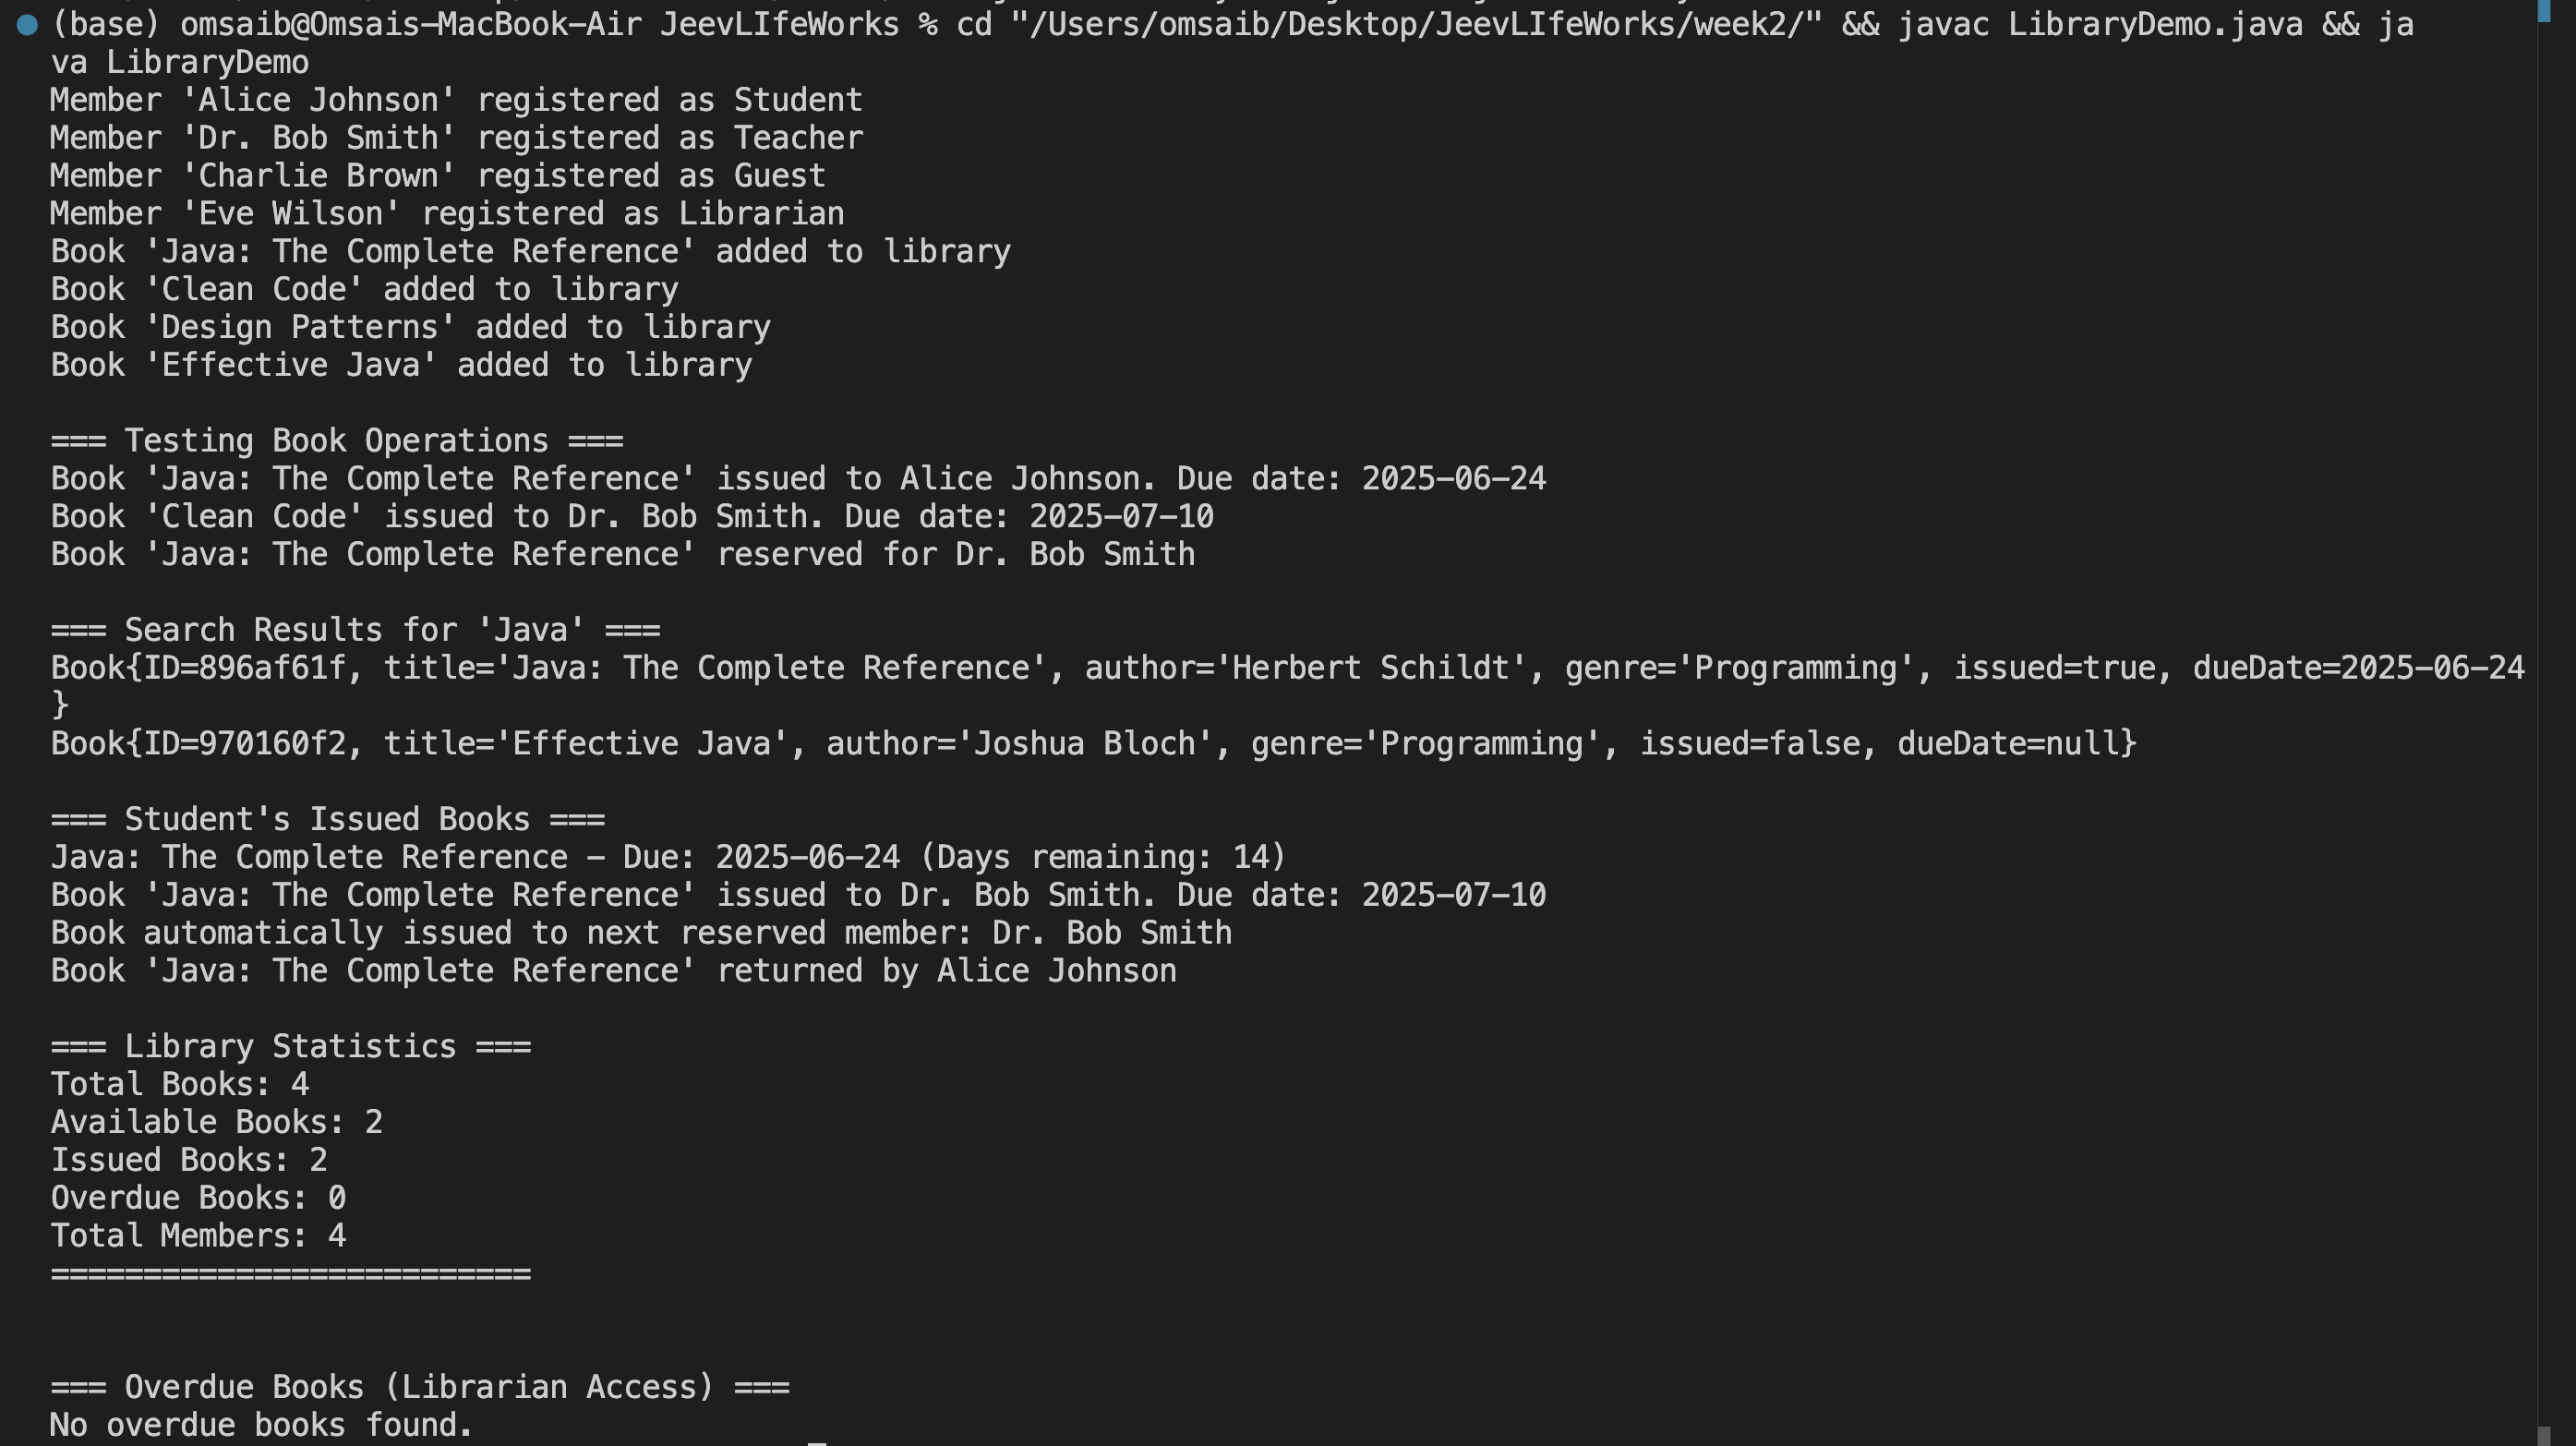 (base) omsaib@Omsais-MacBook-Air JeevLIfeWorks % cd "/Users/omsaib/Desktop/JeevLIfeWorks/week2/" && javac LibraryDemo.java && ja
va LibraryDemo
Member 'Alice Johnson' registered as Student
Member 'Dr. Bob Smith' registered as Teacher
Member 'Charlie Brown' registered as Guest
Member 'Eve Wilson' registered as Librarian
Book 'Java: The Complete Reference' added to library
Book 'Clean Code' added to library
Book 'Design Patterns' added to library
Book 'Effective Java' added to library

=== Testing Book Operations ===
Book 'Java: The Complete Reference' issued to Alice Johnson. Due date: 2025-06-24
Book 'Clean Code' issued to Dr. Bob Smith. Due date: 2025-07-10
Book 'Java: The Complete Reference' reserved for Dr. Bob Smith

=== Search Results for 'Java' ===
Book{ID=896af61f, title='Java: The Complete Reference', author='Herbert Schildt', genre='Programming', issued=true, dueDate=2025-06-24
}
Book{ID=970160f2, title='Effective Java', author='Joshua Bloch', genre='Programming', issued=false, dueDate=null}

=== Student's Issued Books ===
Java: The Complete Reference - Due: 2025-06-24 (Days remaining: 14)
Book 'Java: The Complete Reference' issued to Dr. Bob Smith. Due date: 2025-07-10
Book automatically issued to next reserved member: Dr. Bob Smith
Book 'Java: The Complete Reference' returned by Alice Johnson

=== Library Statistics ===
Total Books: 4
Available Books: 2
Issued Books: 2
Overdue Books: 0
Total Members: 4
==========================

=== Overdue Books (Librarian Access) ===
No overdue books found.